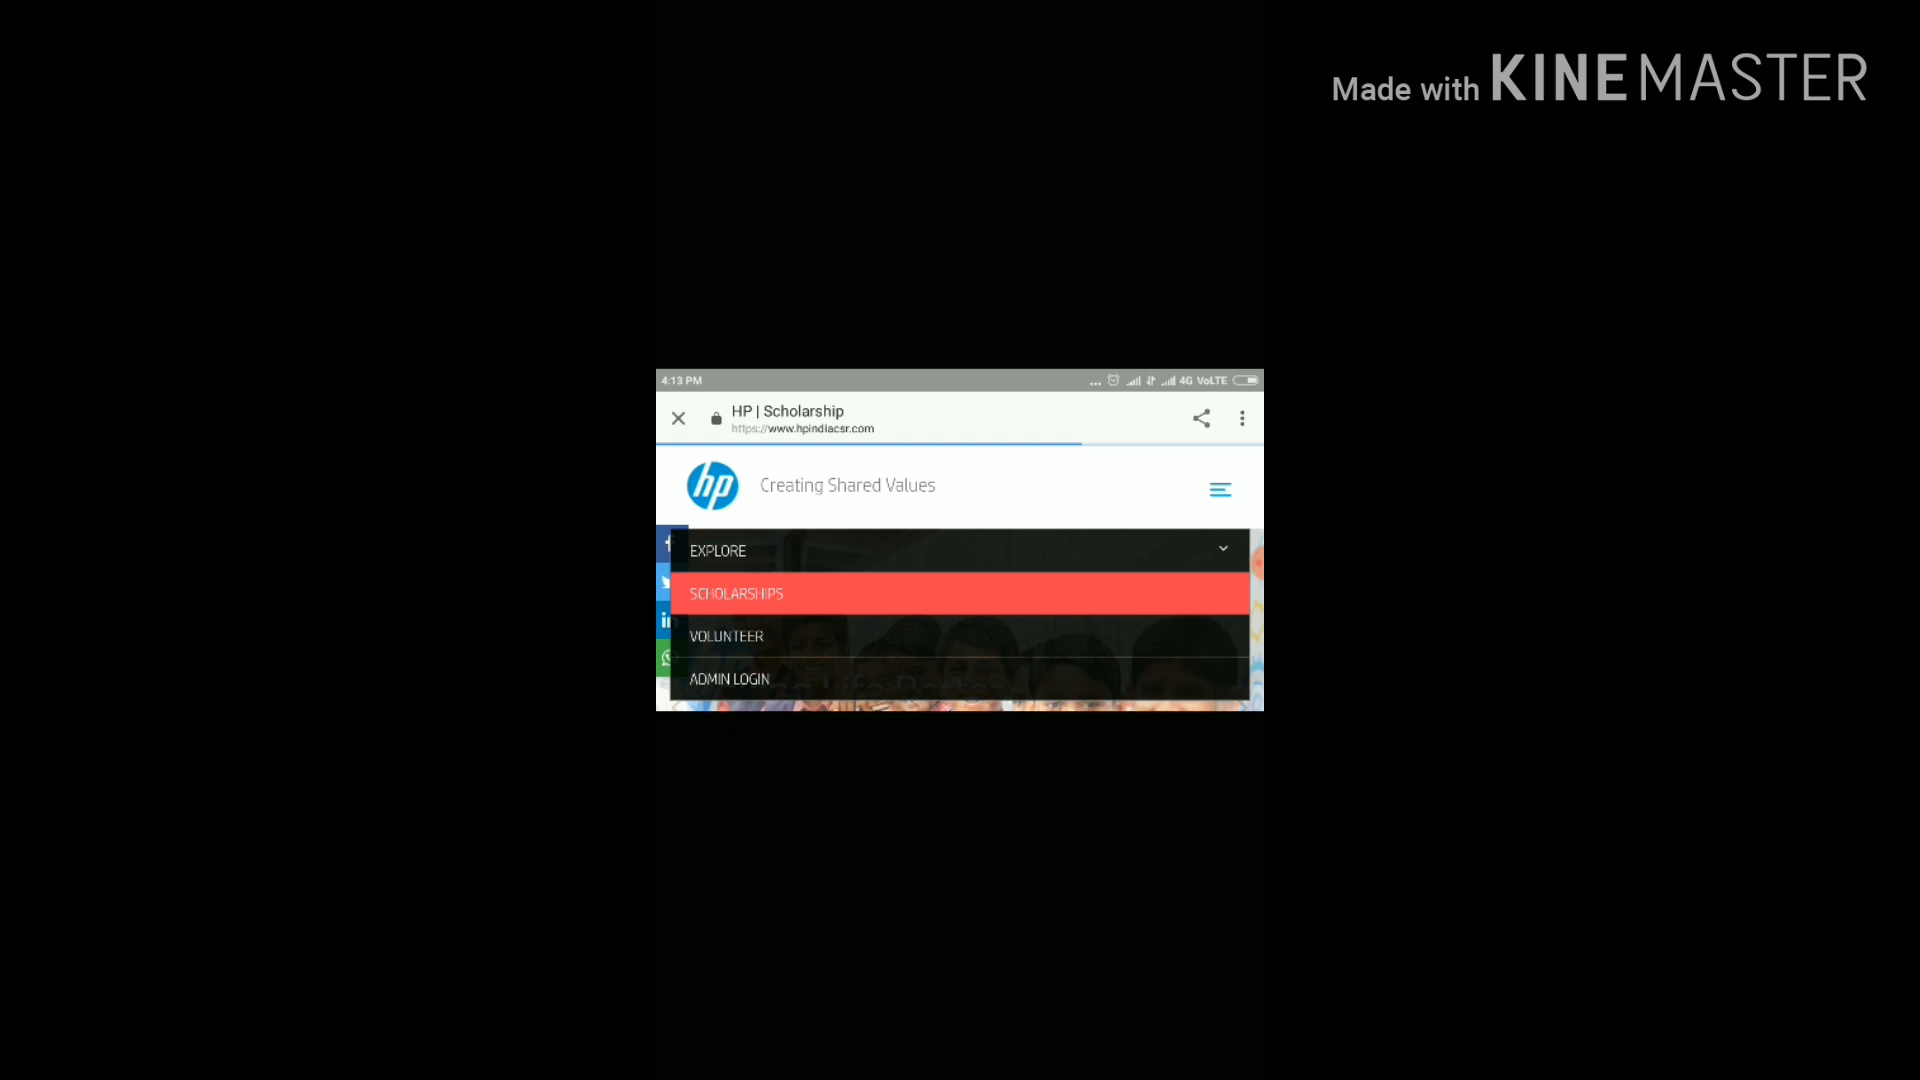 Made with KINEMASTER
4:13 PM
... 4G VoLTE
HP | Scholarship
https://www.hpindiacsr.com
hp Creating Shared Values
EXPLORE
SCHOLARSHIPS
VOLUNTEER
ADMIN LOGIN